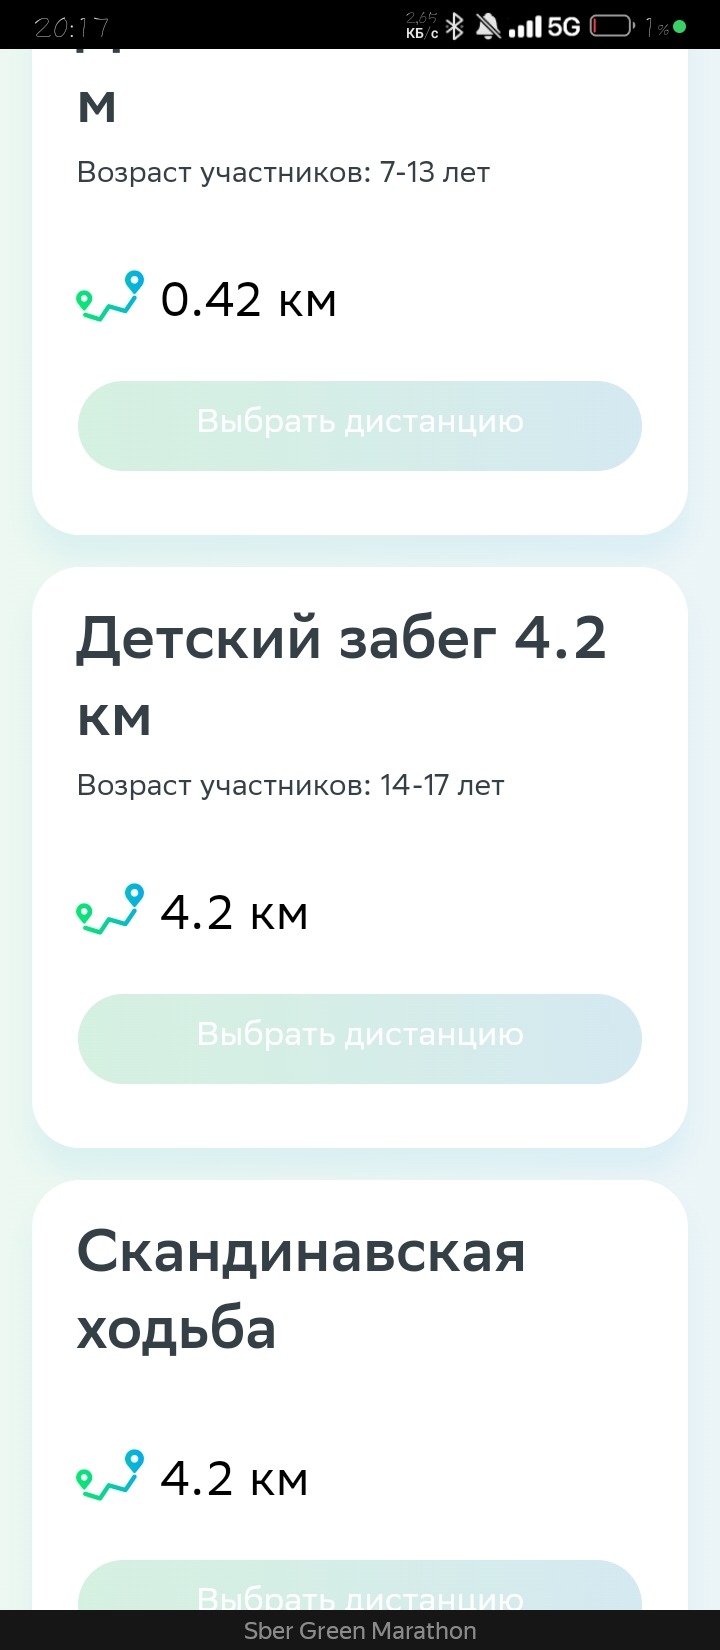 20:17
2,65
КБ/с
5G
1%
м
Возраст участников: 7-13 лет
0.42 км
Выбрать дистанцию
Детский забег 4.2
км
Возраст участников: 14-17 лет
4.2 км
Выбрать дистанцию
Скандинавская
ходьба
4.2 км
Выбрать дистанцию
Sber Green Marathon